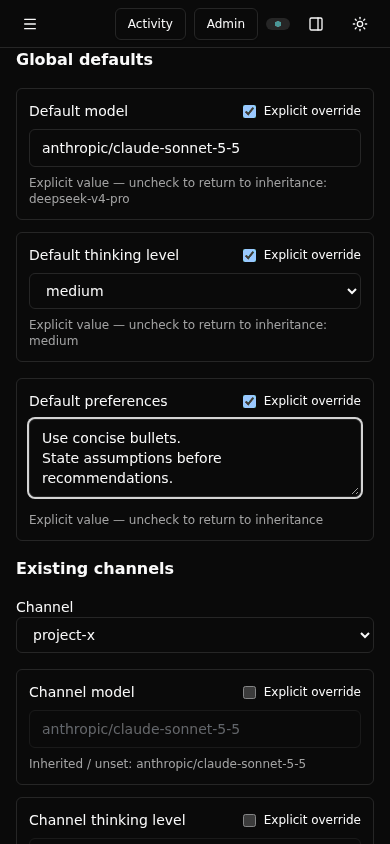 Activity
Admin
Global defaults
Default model
Explicit override
anthropic/claude-sonnet-5-5
Explicit value — uncheck to return to inheritance:
deepseek-v4-pro
Default thinking level
Explicit override
medium
Explicit value — uncheck to return to inheritance:
medium
Default preferences
Explicit override
Use concise bullets.
State assumptions before
recommendations.
Explicit value — uncheck to return to inheritance
Existing channels
Channel
project-x
Channel model
Explicit override
anthropic/claude-sonnet-5-5
Inherited / unset: anthropic/claude-sonnet-5-5
Channel thinking level
Explicit override